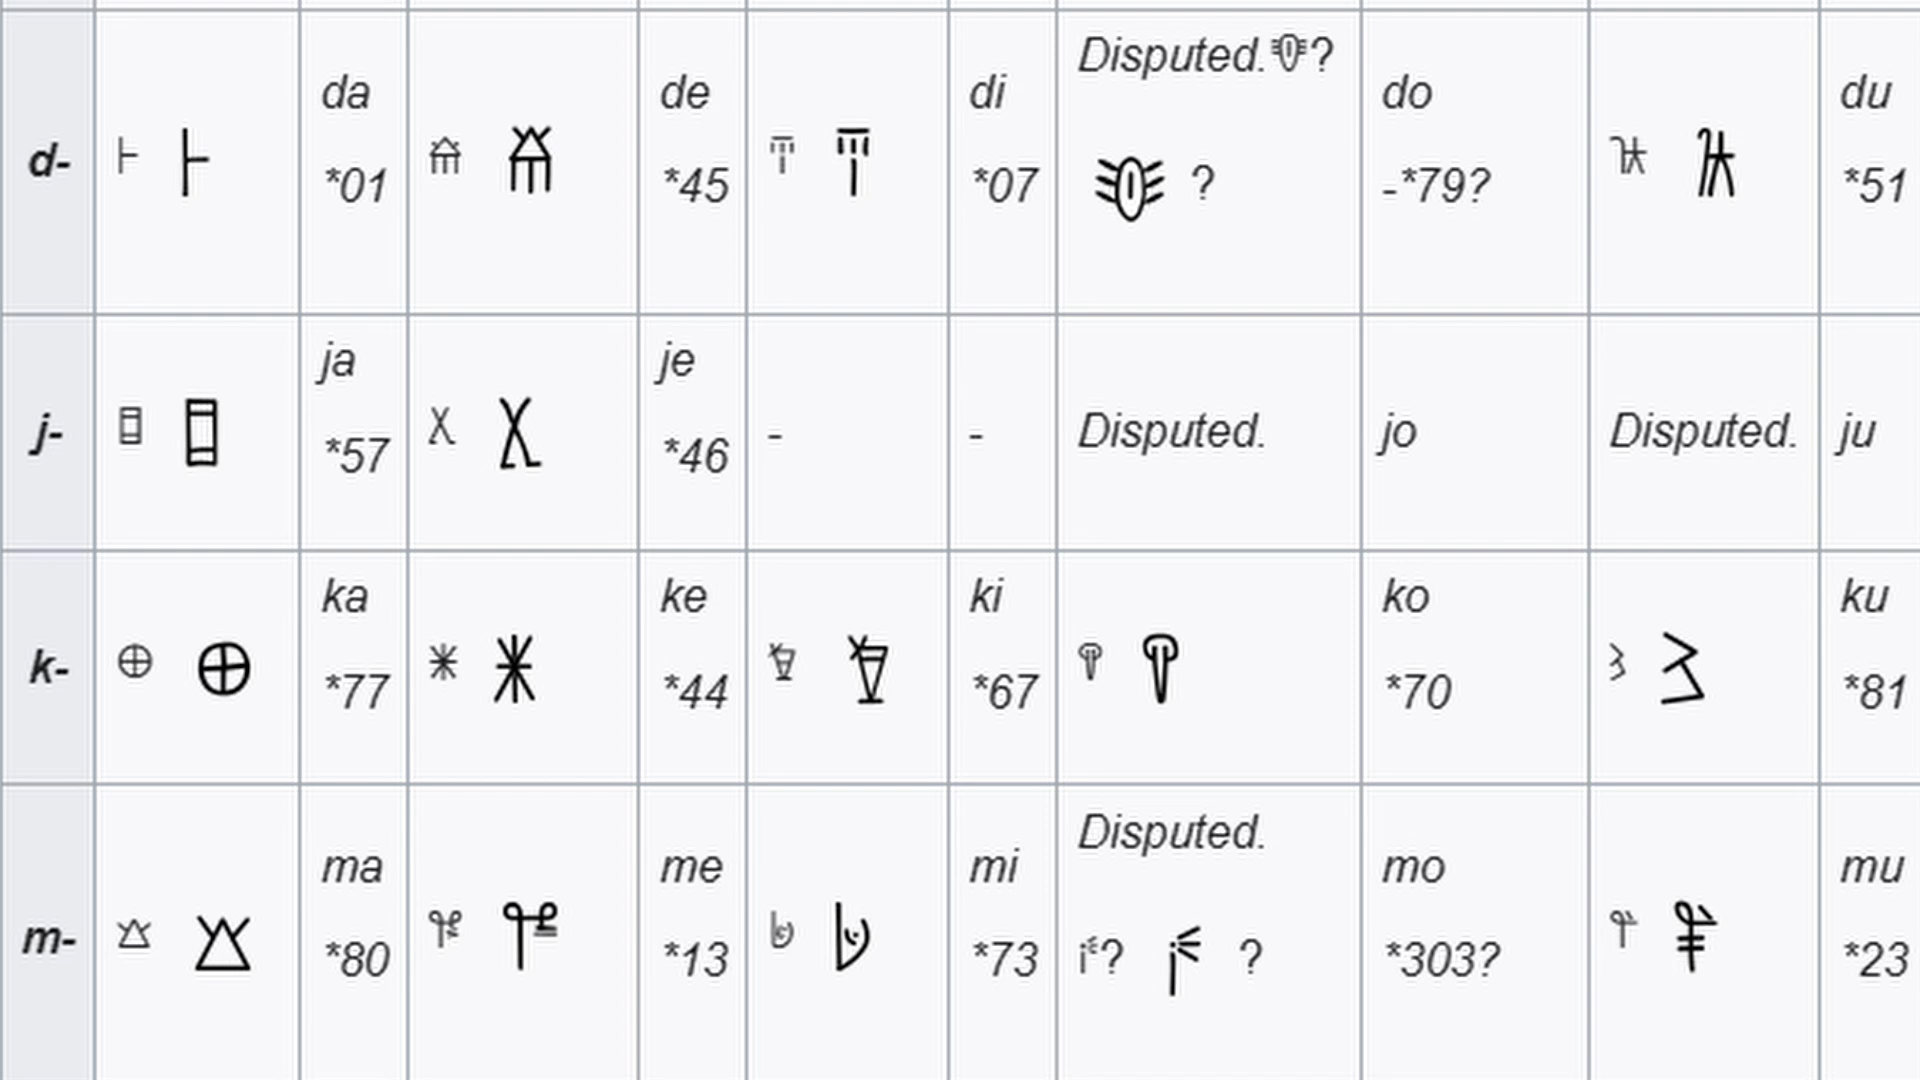 d- 𐘀 da *01 𐘦 de *45 𐘆 di *07 Disputed. 𐙀? do -*79? 𐘫 du *51
j- 𐘱 ja *57 𐘧 je *46 - - Disputed. jo Disputed. ju
k- 𐘾 ka *77 𐘥 ke *44 𐘸 ki *67 𐘺 ko *70 𐙂 ku *81
m- 𐙁 ma *80 𐘋 me *13 𐘻 mi *73 Disputed. ? ? mo *303? 𐘓 mu *23